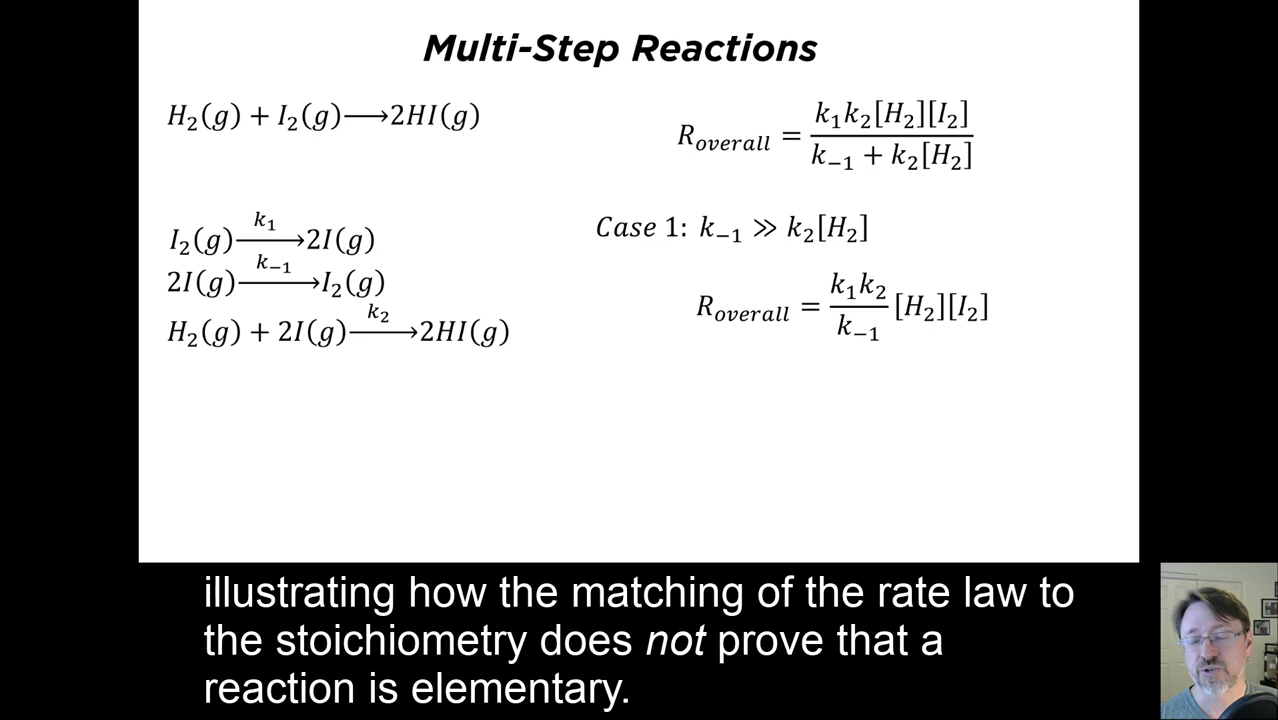 Multi-Step Reactions
H₂(g) + I₂(g) ⟶ 2HI(g)
R_overall = k₁k₂[H₂][I₂] / k₋₁ + k₂[H₂]
I₂(g) —k₁→ 2I(g)
2I(g) —k₋₁→ I₂(g)
H₂(g) + 2I(g) —k₂→ 2HI(g)
Case 1: k₋₁ ≫ k₂[H₂]
R_overall = k₁k₂ / k₋₁ [H₂][I₂]
illustrating how the matching of the rate law to
the stoichiometry does not prove that a
reaction is elementary.